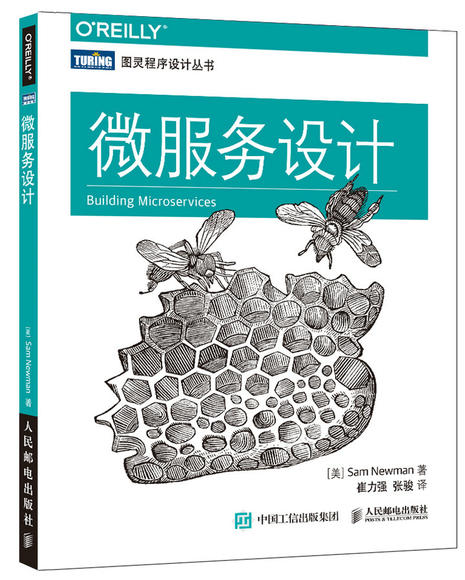 O'REILLY®
TURING
图灵程序设计丛书
微服务设计
Building Microservices
[美] Sam Newman 著
崔力强 张骏 译
中国工信出版集团
人民邮电出版社
POSTS & TELECOM PRESS
O'REILLY®
TURING
微服务设计
[美] Sam Newman 著
人民邮电出版社